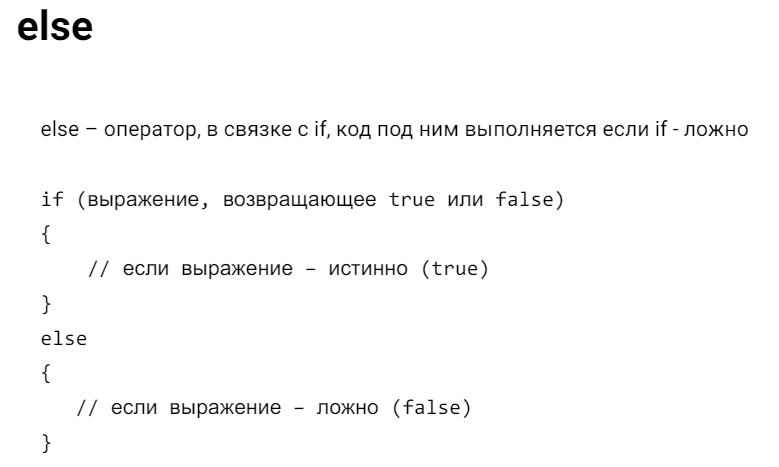 else
else – оператор, в связке с if, код под ним выполняется если if - ложно
if (выражение, возвращающее true или false)
{
// если выражение – истинно (true)
}
else
{
// если выражение – ложно (false)
}